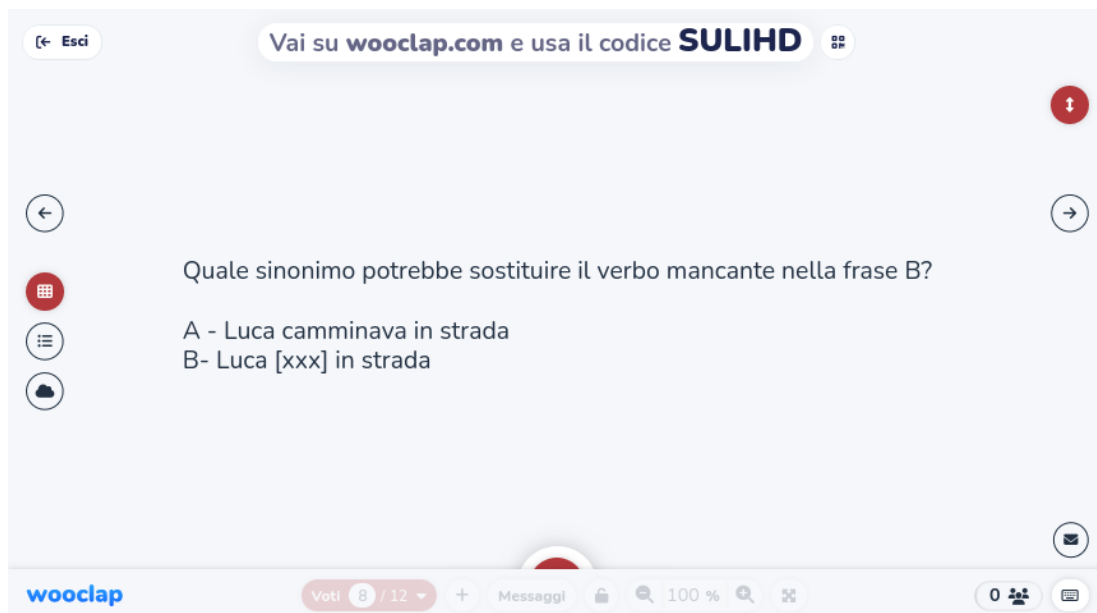 Esci
Vai su wooclap.com e usa il codice SULIHD
Quale sinonimo potrebbe sostituire il verbo mancante nella frase B?
A - Luca camminava in strada
B- Luca [xxx] in strada
wooclap
Voti 8 / 12
+
Messaggi
100 %
0